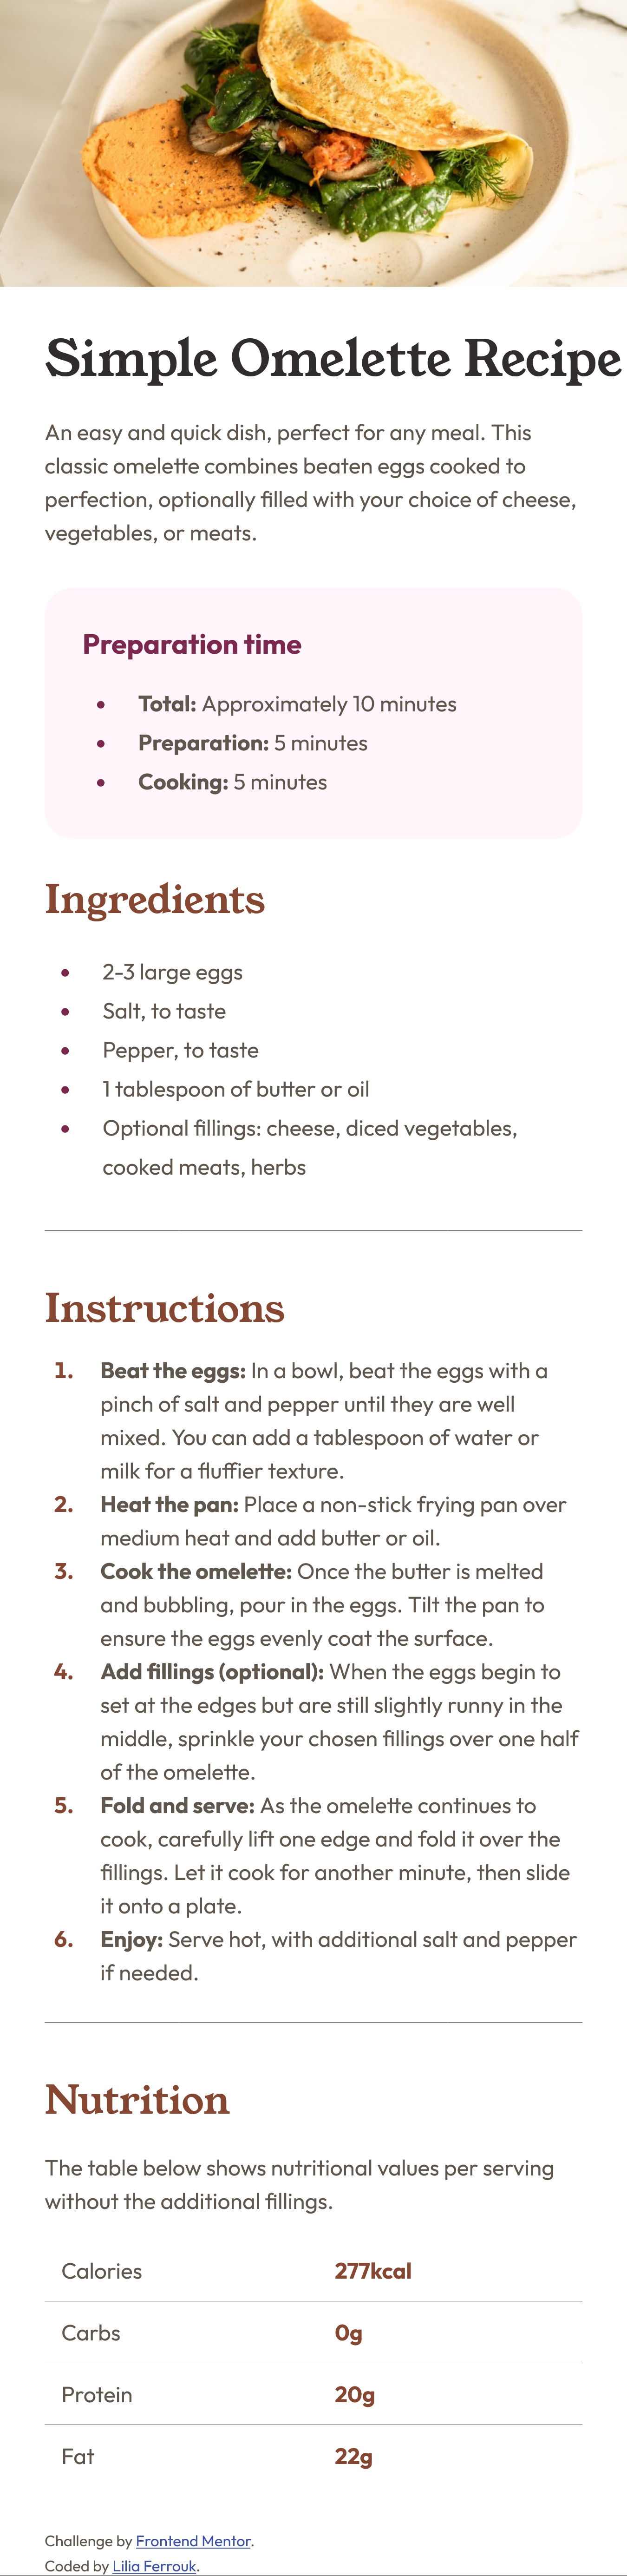 Simple Omelette Recipe
An easy and quick dish, perfect for any meal. This
classic omelette combines beaten eggs cooked to
perfection, optionally filled with your choice of cheese,
vegetables, or meats.
Preparation time
• Total: Approximately 10 minutes
• Preparation: 5 minutes
• Cooking: 5 minutes
Ingredients
• 2-3 large eggs
• Salt, to taste
• Pepper, to taste
• 1 tablespoon of butter or oil
• Optional fillings: cheese, diced vegetables,
cooked meats, herbs
Instructions
1. Beat the eggs: In a bowl, beat the eggs with a
pinch of salt and pepper until they are well
mixed. You can add a tablespoon of water or
milk for a fluffier texture.
2. Heat the pan: Place a non-stick frying pan over
medium heat and add butter or oil.
3. Cook the omelette: Once the butter is melted
and bubbling, pour in the eggs. Tilt the pan to
ensure the eggs evenly coat the surface.
4. Add fillings (optional): When the eggs begin to
set at the edges but are still slightly runny in the
middle, sprinkle your chosen fillings over one half
of the omelette.
5. Fold and serve: As the omelette continues to
cook, carefully lift one edge and fold it over the
fillings. Let it cook for another minute, then slide
it onto a plate.
6. Enjoy: Serve hot, with additional salt and pepper
if needed.
Nutrition
The table below shows nutritional values per serving
without the additional fillings.
Calories 277kcal
Carbs 0g
Protein 20g
Fat 22g
Challenge by Frontend Mentor.
Coded by Lilia Ferrouk.